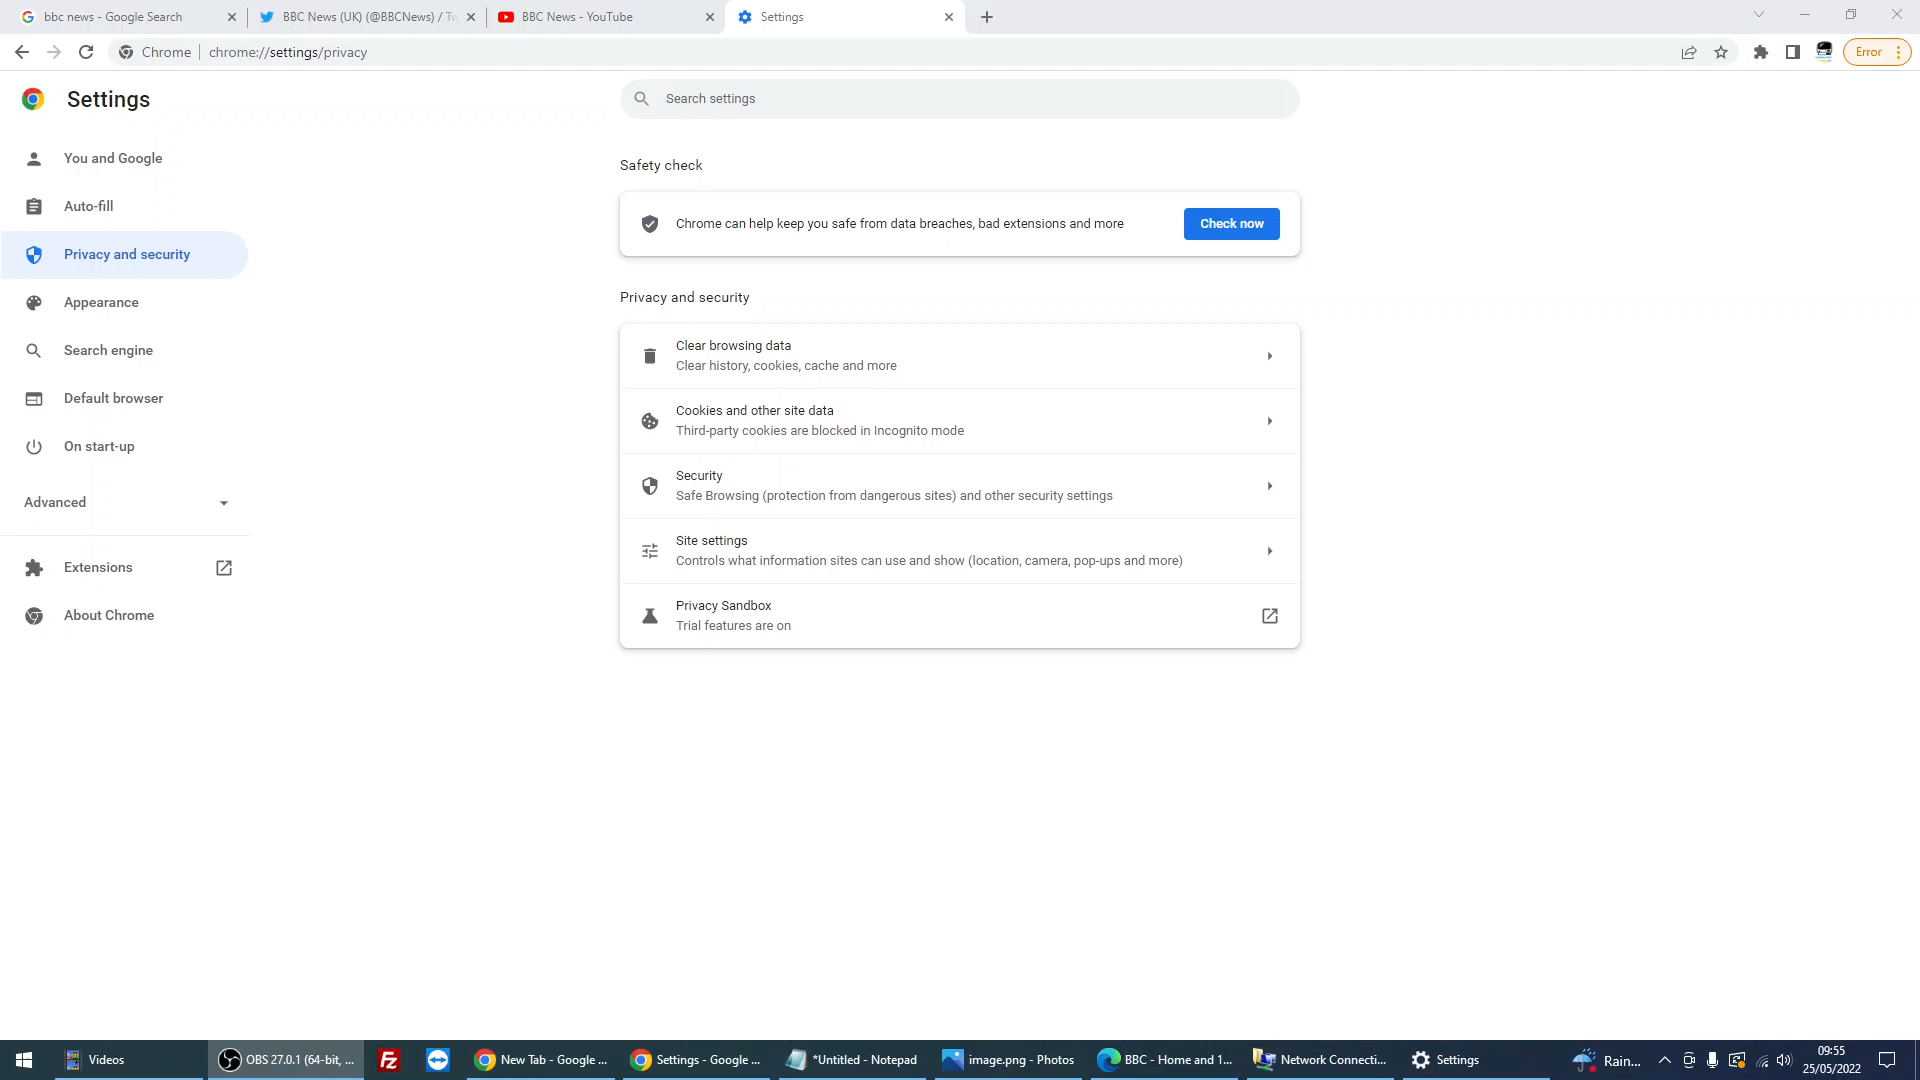 bbc news - Google Search
BBC News (UK) (@BBCNews) / Tw
BBC News - YouTube
Settings
Chrome
chrome://settings/privacy
Error
Settings
Search settings
You and Google
Auto-fill
Privacy and security
Appearance
Search engine
Default browser
On start-up
Advanced
Extensions
About Chrome
Safety check
Chrome can help keep you safe from data breaches, bad extensions and more
Check now
Privacy and security
Clear browsing data
Clear history, cookies, cache and more
Cookies and other site data
Third-party cookies are blocked in Incognito mode
Security
Safe Browsing (protection from dangerous sites) and other security settings
Site settings
Controls what information sites can use and show (location, camera, pop-ups and more)
Privacy Sandbox
Trial features are on
Videos
OBS 27.0.1 (64-bit, ...
New Tab - Google ...
Settings - Google ...
*Untitled - Notepad
image.png - Photos
BBC - Home and 1...
Network Connecti...
Settings
Rain...
09:55
25/05/2022